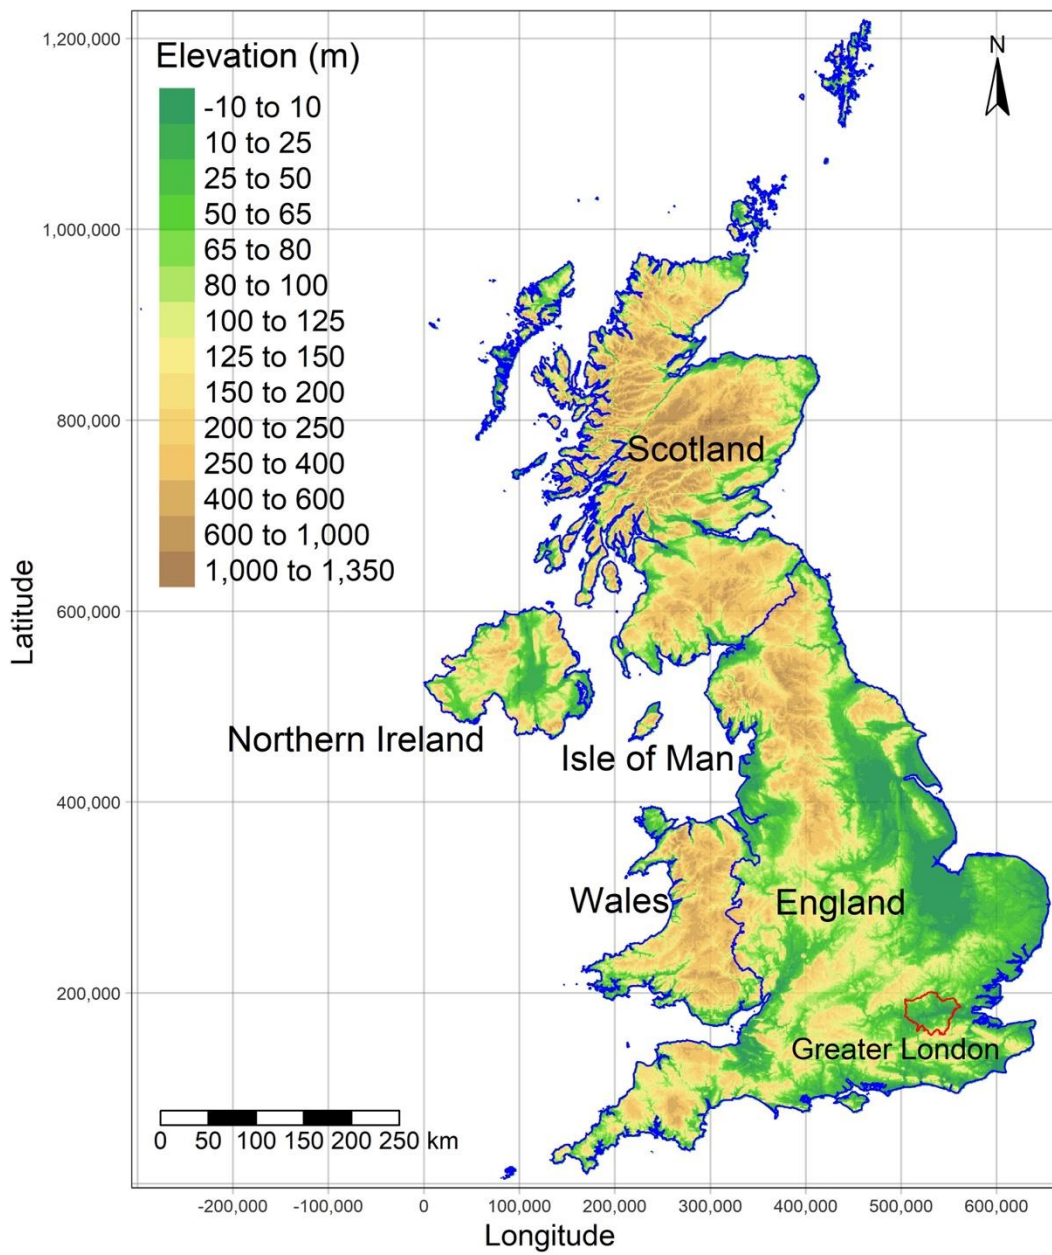 1,200,000
1,000,000
800,000
600,000
400,000
200,000
Latitude
Elevation (m)
-10 to 10
10 to 25
25 to 50
50 to 65
65 to 80
80 to 100
100 to 125
125 to 150
150 to 200
200 to 250
250 to 400
400 to 600
600 to 1,000
1,000 to 1,350
N
Scotland
Northern Ireland
Isle of Man
Wales
England
Greater London
0 50 100 150 200 250 km
-200,000 -100,000 0 100,000 200,000 300,000 400,000 500,000 600,000
Longitude